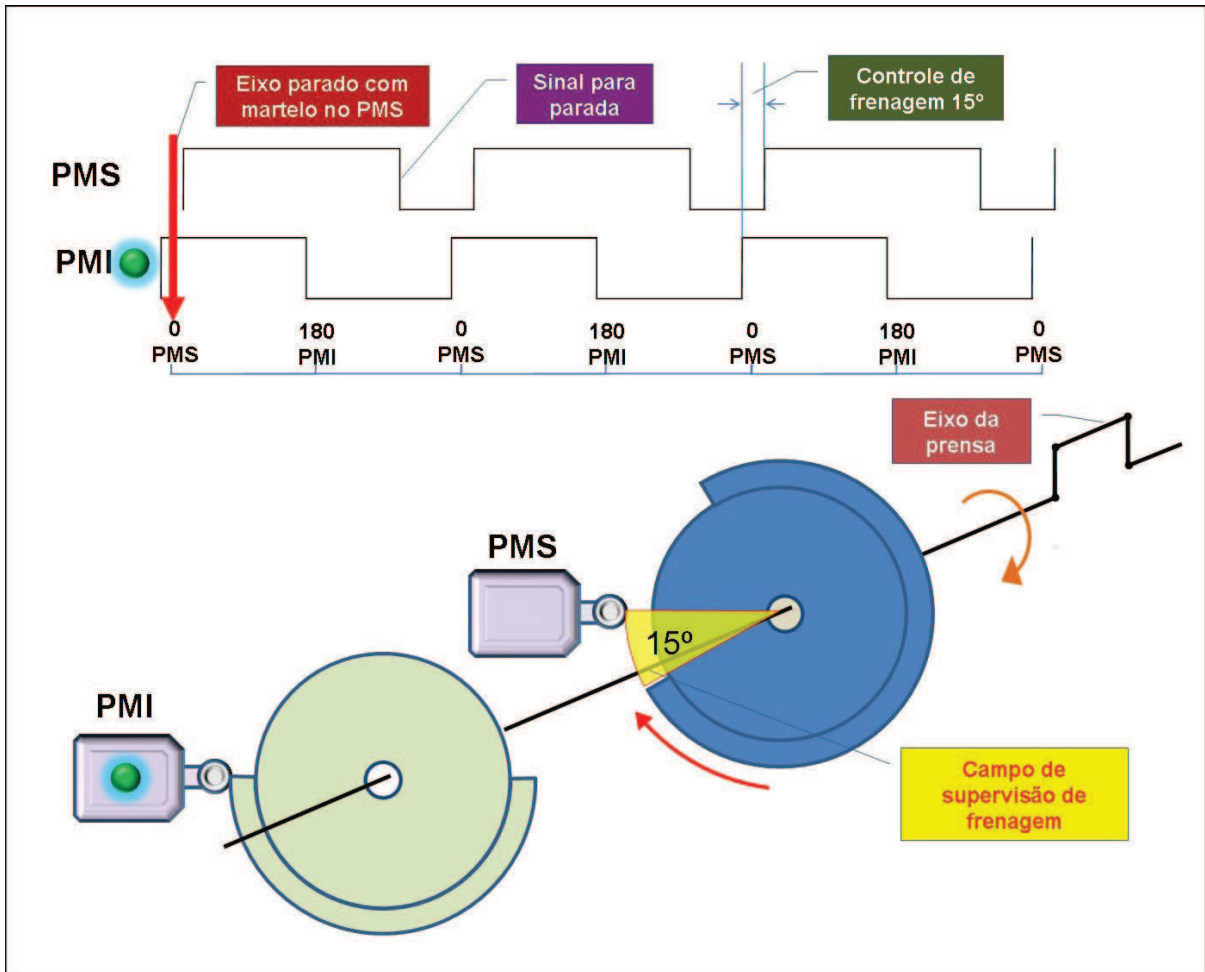 Eixo parado com
martelo no PMS
Sinal para
parada
Controle de
frenagem 15º
PMS
PMI
0
PMS
180
PMI
0
PMS
180
PMI
0
PMS
180
PMI
0
PMS
Eixo da
prensa
PMS
15º
PMI
Campo de
supervisão de
frenagem